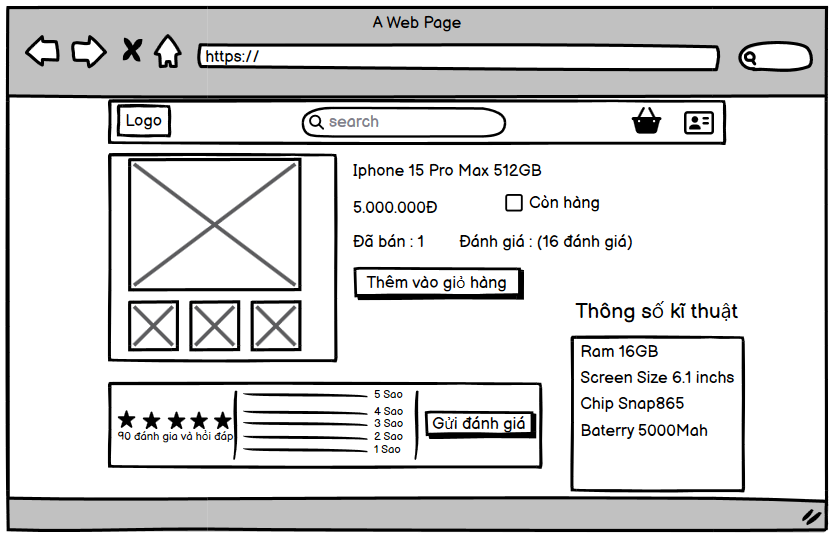 A Web Page
https://
Logo
search
Iphone 15 Pro Max 512GB
5.000.000Đ
Còn hàng
Đã bán : 1
Đánh giá : (16 đánh giá)
Thêm vào giỏ hàng
Thông số kĩ thuật
Ram 16GB
Screen Size 6.1 inchs
Chip Snap865
Baterry 5000Mah
90 đánh gia và hỏi đáp
5 Sao
4 Sao
3 Sao
2 Sao
1 Sao
Gửi đánh giá